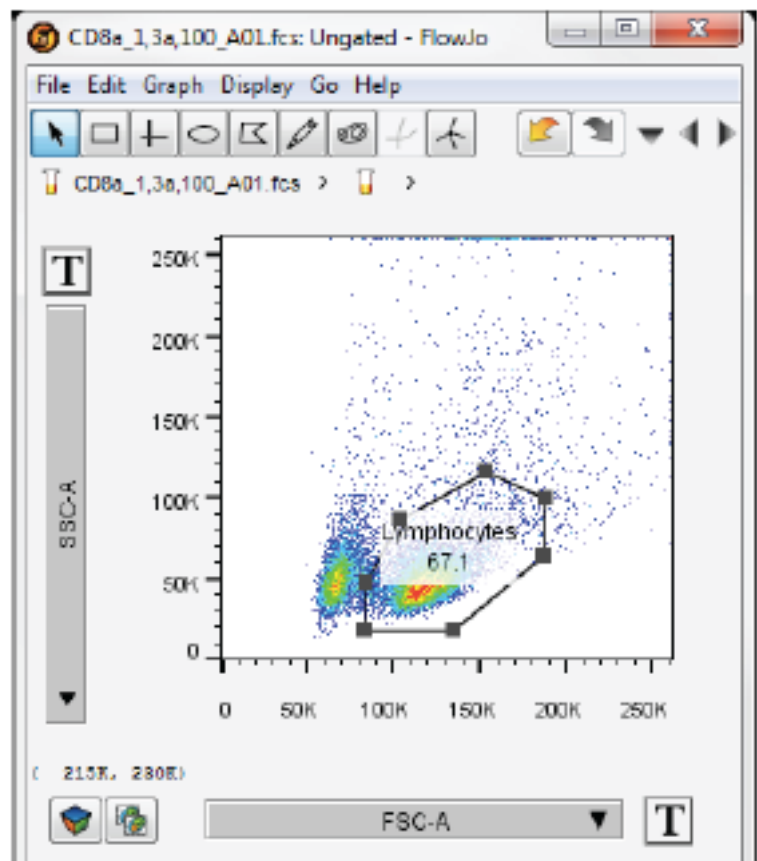 CD8a_1,3a,100_A01.fcs: Ungated - FlowJo
File Edit Graph Display Go Help
CD8a_1,3a,100_A01.fcs > >
T
250K
200K
150K
100K
50K
0
SSC-A
Lymphocytes
67.1
0 50K 100K 150K 200K 250K
( 215K, 230K)
FSC-A
T